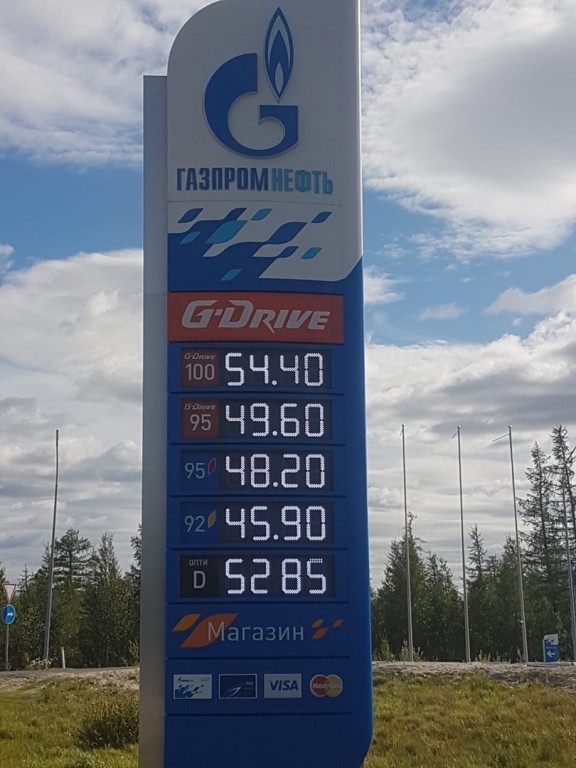 ГАЗПРОМНЕФТЬ
G-DRIVE
G-DRIVE 100 54.40
G-DRIVE 95 49.60
95 48.20
92 45.90
ОПТИ D 52 85
Магазин
VISA MasterCard